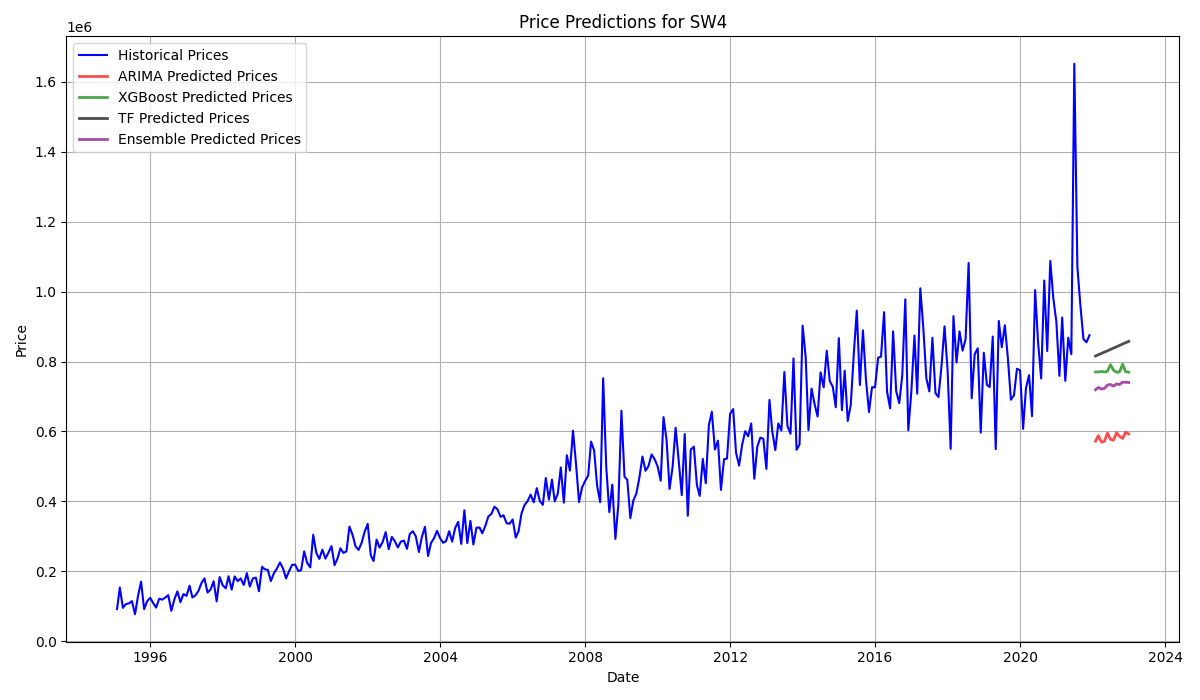 Price Predictions for SW4
1e6
Historical Prices
ARIMA Predicted Prices
XGBoost Predicted Prices
TF Predicted Prices
Ensemble Predicted Prices
1.6
1.4
1.2
1.0
0.8
0.6
0.4
0.2
0.0
Price
1996 2000 2004 2008 2012 2016 2020 2024
Date